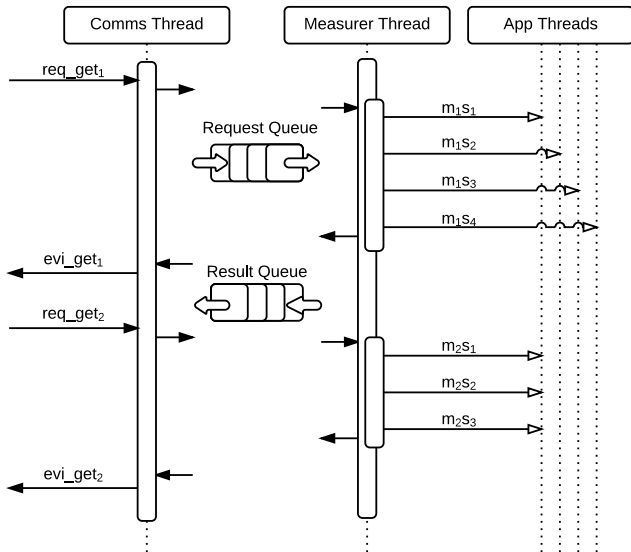 Comms Thread
Measurer Thread
App Threads
req_get₁
m₁s₁
Request Queue
m₁s₂
m₁s₃
m₁s₄
evi_get₁
Result Queue
req_get₂
m₂s₁
m₂s₂
m₂s₃
evi_get₂